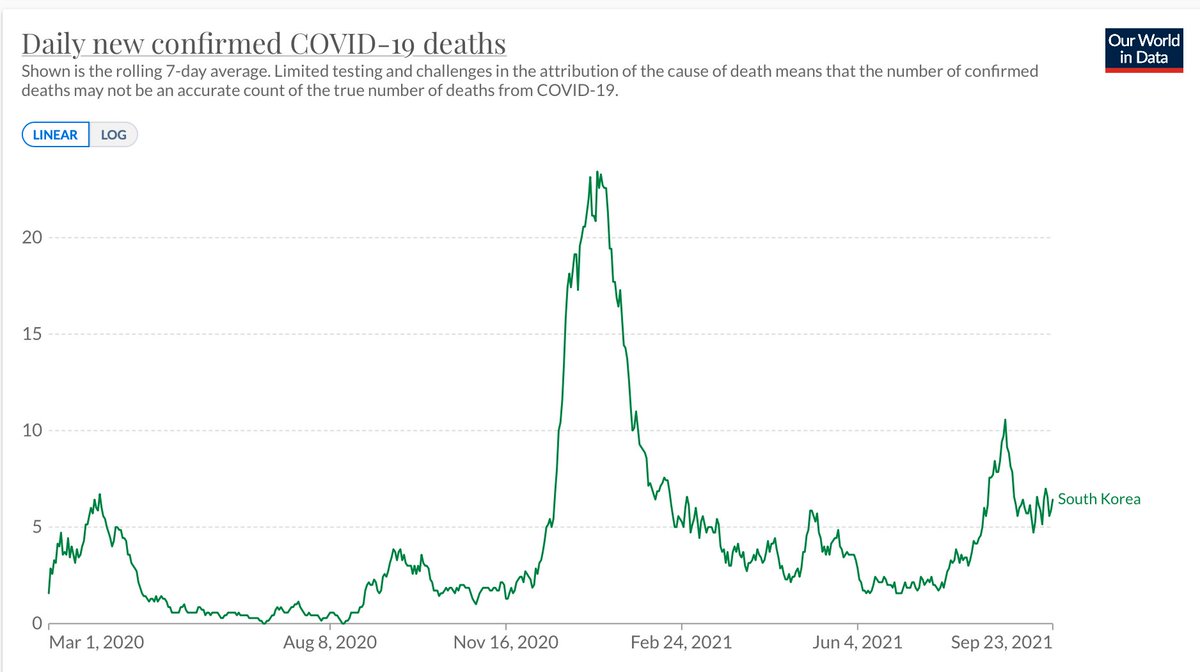 Daily new confirmed COVID-19 deaths
Our World
in Data
Shown is the rolling 7-day average. Limited testing and challenges in the attribution of the cause of death means that the number of confirmed
deaths may not be an accurate count of the true number of deaths from COVID-19.
LINEAR LOG
20
15
10
5
0
South Korea
Mar 1, 2020 Aug 8, 2020 Nov 16, 2020 Feb 24, 2021 Jun 4, 2021 Sep 23, 2021